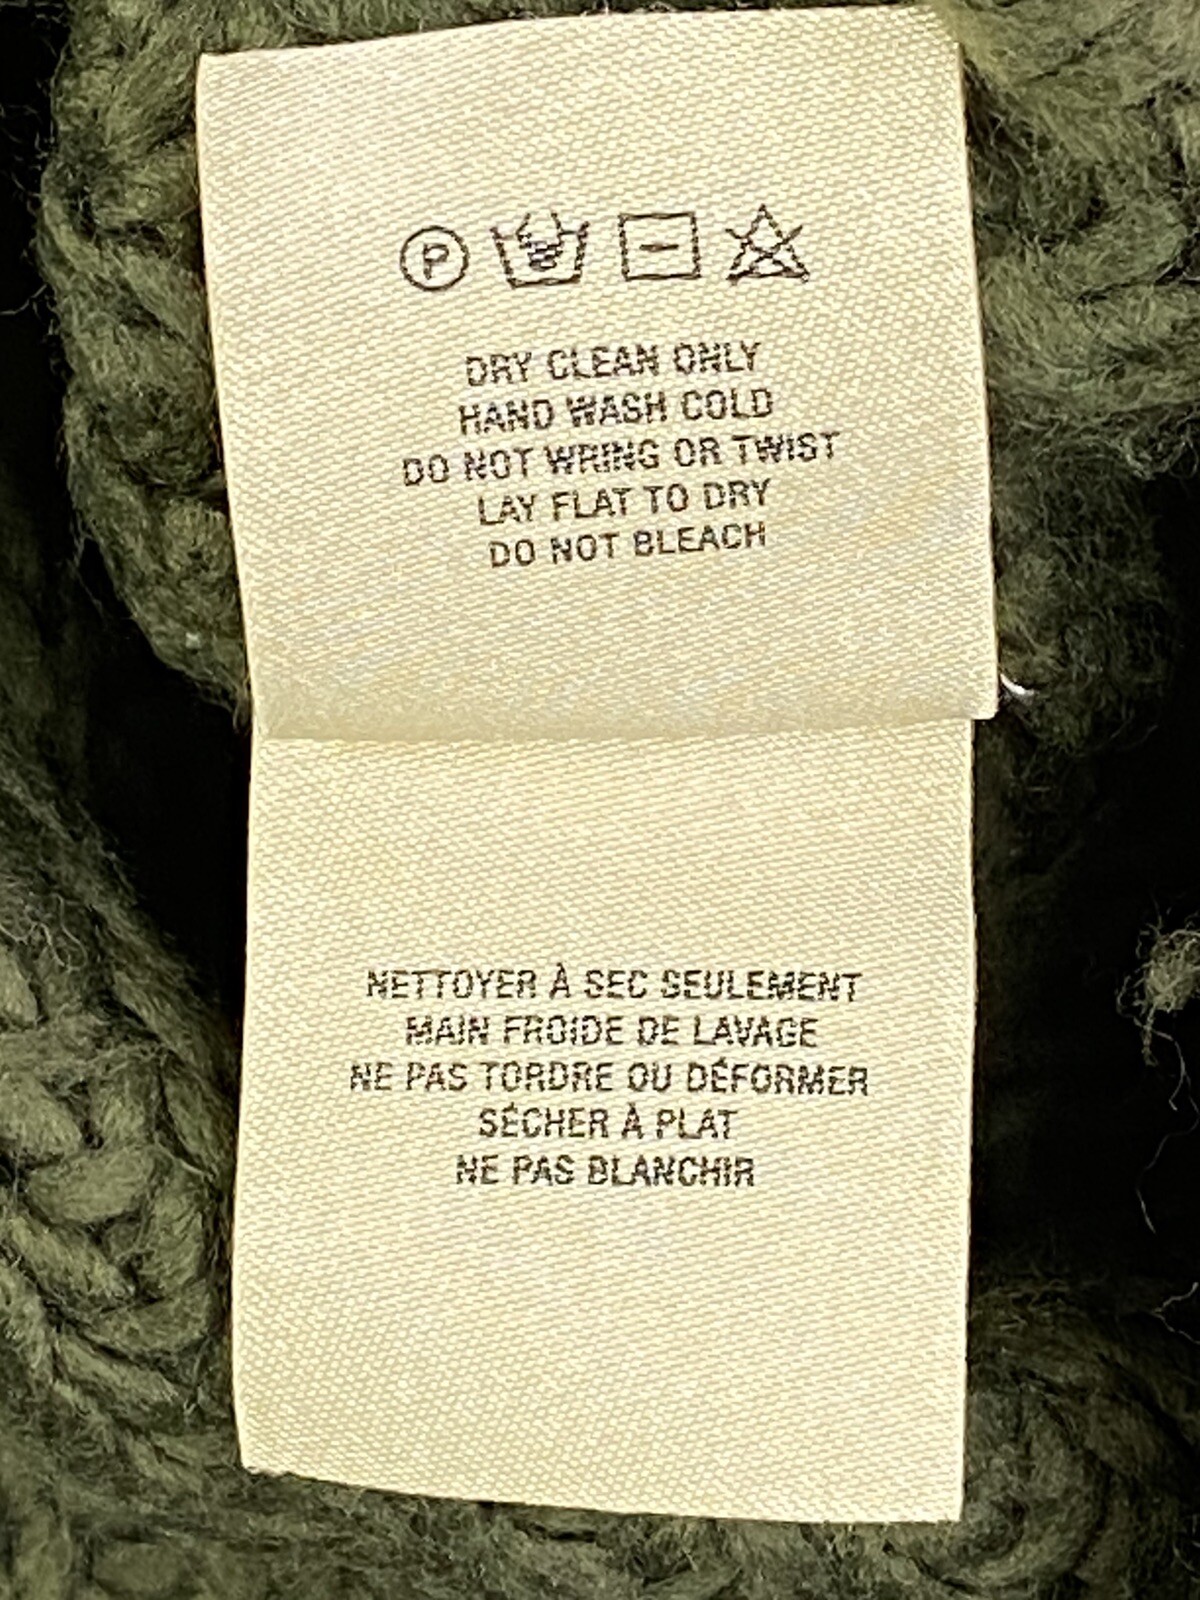 P
DRY CLEAN ONLY
HAND WASH COLD
DO NOT WRING OR TWIST
LAY FLAT TO DRY
DO NOT BLEACH
NETTOYER À SEC SEULEMENT
MAIN FROIDE DE LAVAGE
NE PAS TORDRE OU DÉFORMER
SÉCHER À PLAT
NE PAS BLANCHIR